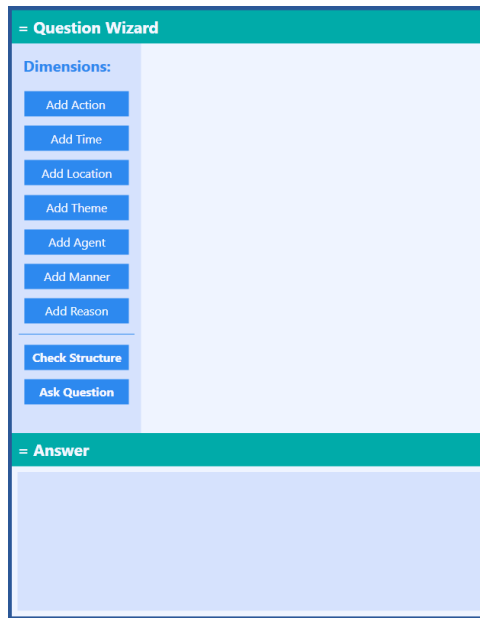 = Question Wizard
Dimensions:
Add Action
Add Time
Add Location
Add Theme
Add Agent
Add Manner
Add Reason
Check Structure
Ask Question
= Answer